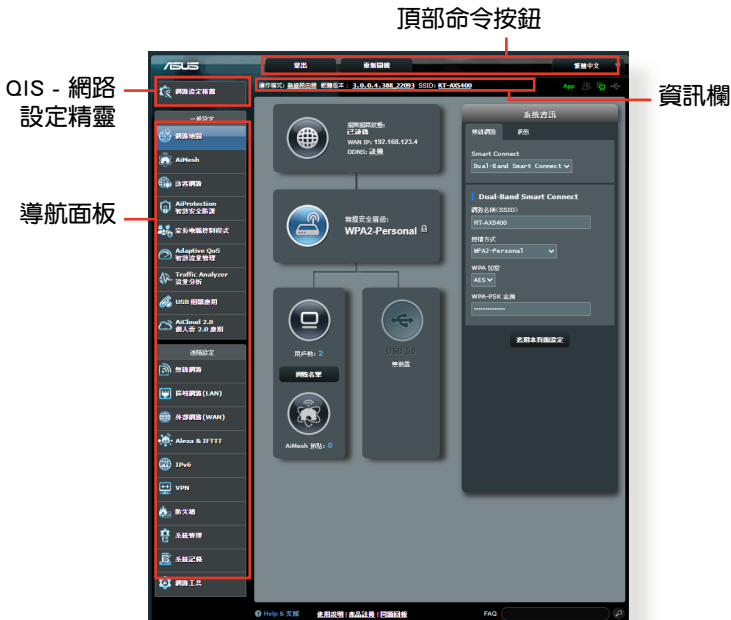 頂部命令按鈕
QIS - 網路
設定精靈
導航面板
資訊欄
ASUS
登出
重新開機
繁體中文
操作模式: 無線路由器 韌體版本: 3.0.0.4.388_22093 SSID: RT-AX5400
App
網路設定精靈
一般設定
網路地圖
AiMesh
訪客網路
AiProtection
智慧安全防護
家長電腦控制程式
Adaptive QoS
智慧流量管理
Traffic Analyzer
流量分析
USB 相關應用
AiCloud 2.0
個人雲 2.0 應用
進階設定
無線網路
區域網路(LAN)
外部網路(WAN)
Alexa & IFTTT
IPv6
VPN
防火牆
系統管理
系統記錄
網路工具
網際網路狀態:
已連線
WAN IP: 192.168.123.4
DDNS: 註冊
無線安全層級:
WPA2-Personal
用戶數: 2
網路名單
AiMesh 節點: 0
USB 3.0
無裝置
系統資訊
無線網路
狀態
Smart Connect
Dual-Band Smart Connect
Dual-Band Smart Connect
網路名稱(SSID)
RT-AX5400
授權方式
WPA2-Personal
WPA 加密
AES
WPA-PSK 金鑰
套用本頁面設定
Help & 支援
使用說明 | 產品註冊 | 問題回報
FAQ